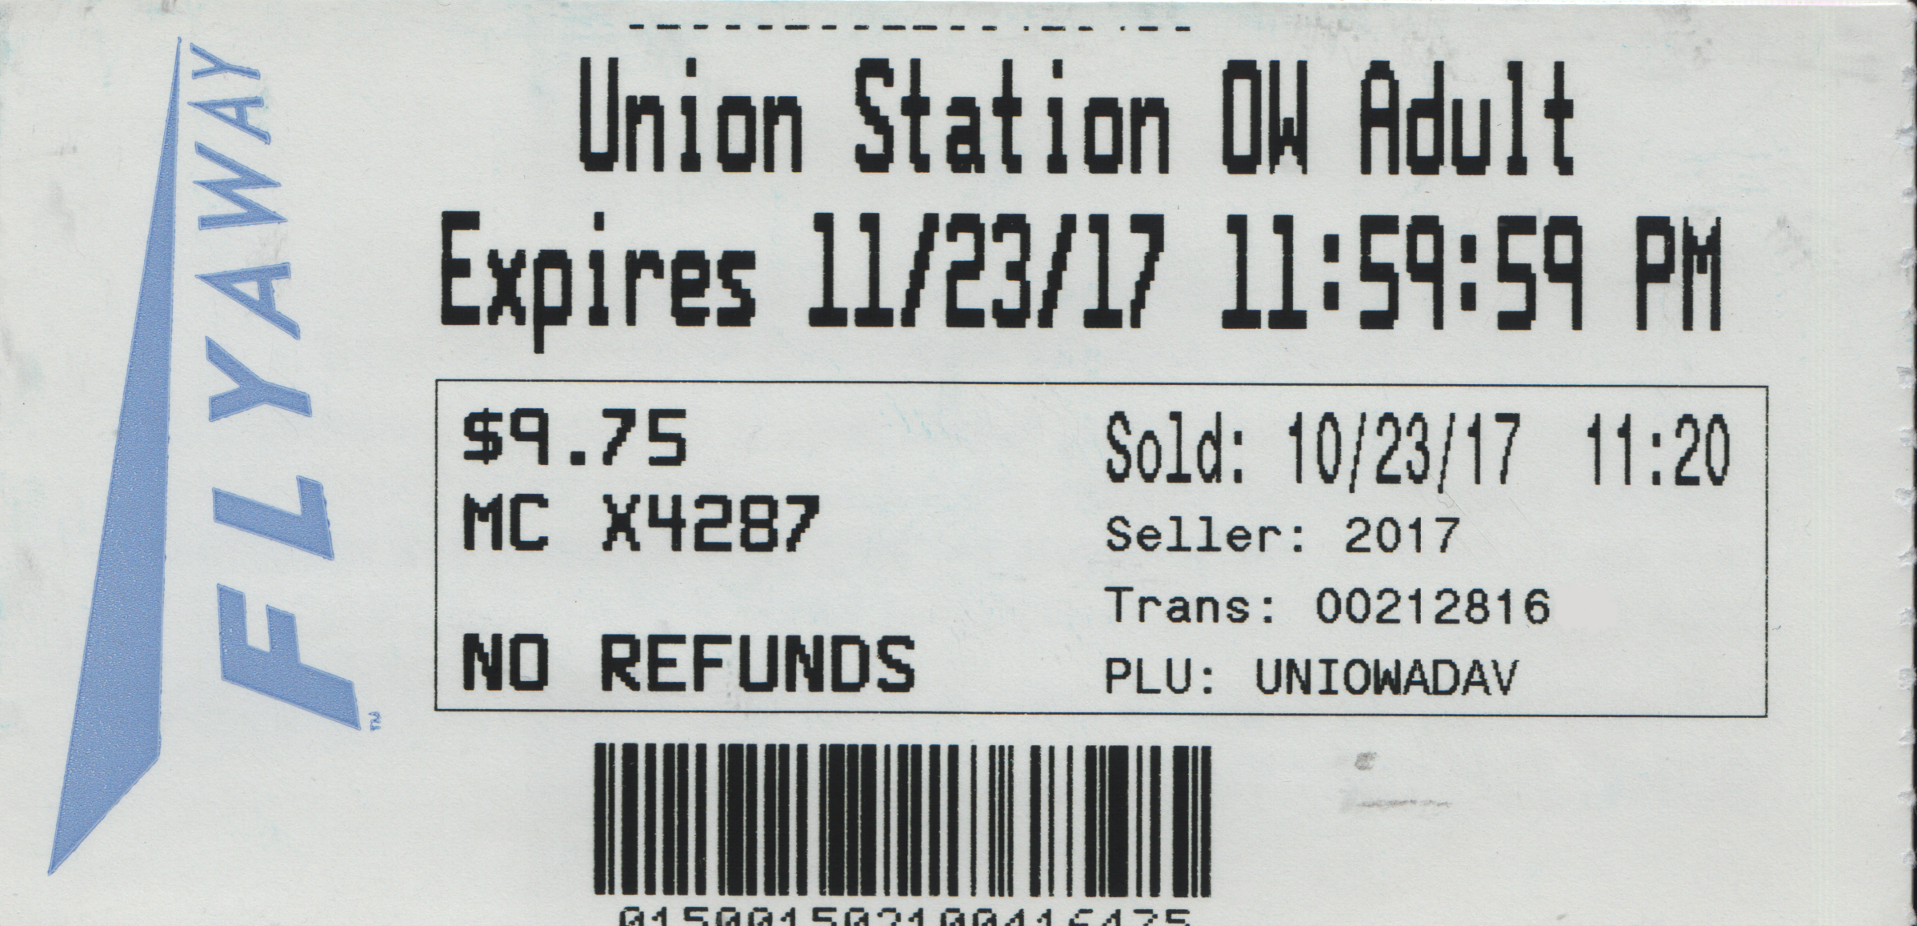 FLYAWAY™
Union Station OW Adult
Expires 11/23/17 11:59:59 PM
$9.75
MC X4287
NO REFUNDS
Sold: 10/23/17 11:20
Seller: 2017
Trans: 00212816
PLU: UNIOWADAV